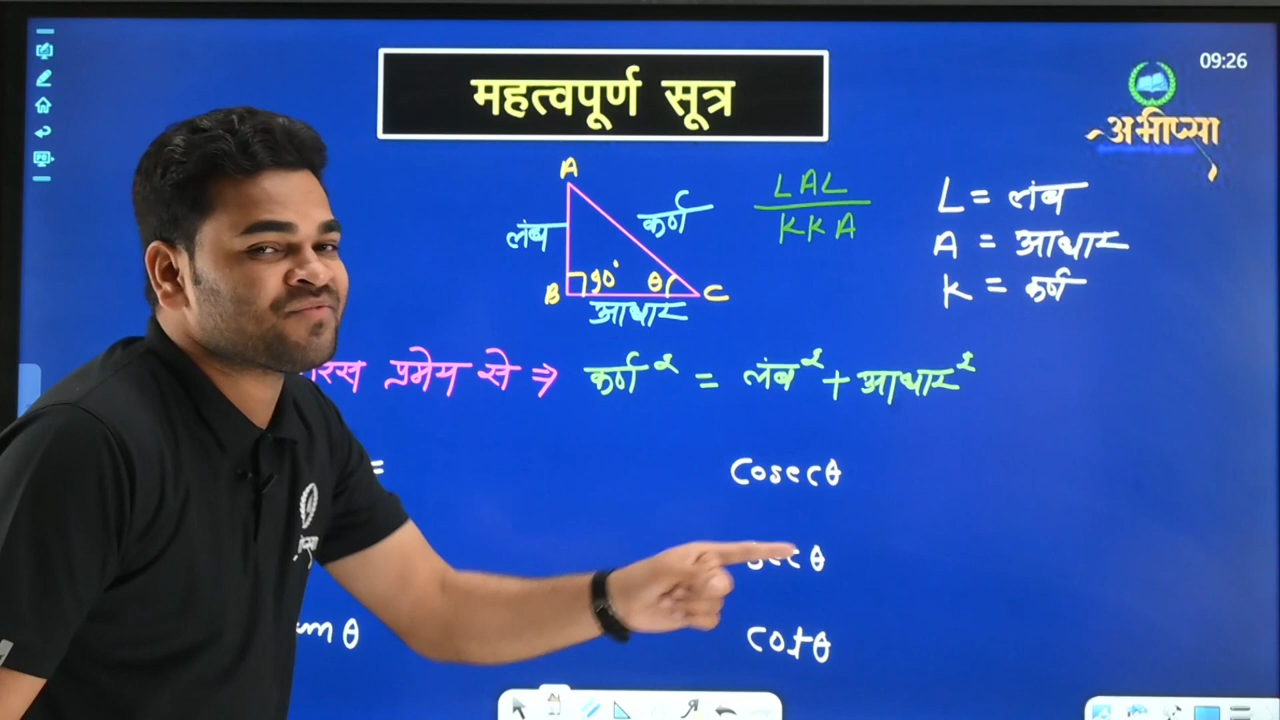 09:26
महत्वपूर्ण सूत्र
अभीप्सा
A
लंब
कर्ण
B
90°
θ
C
आधार
LAL
KKA
L = लंब
A = आधार
K = कर्ण
प्रमेय से ⇒ कर्ण² = लंब² + आधार²
=
Cosecθ
secθ
θ
cotθ